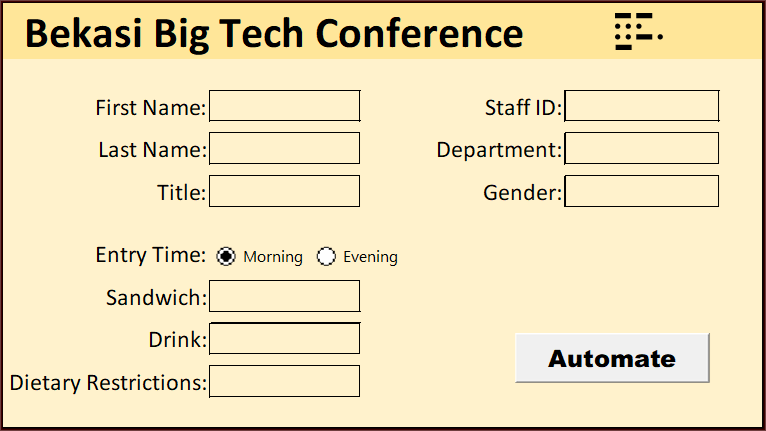 Bekasi Big Tech Conference
First Name:
Staff ID:
Last Name:
Department:
Title:
Gender:
Entry Time: Morning Evening
Sandwich:
Drink:
Automate
Dietary Restrictions: